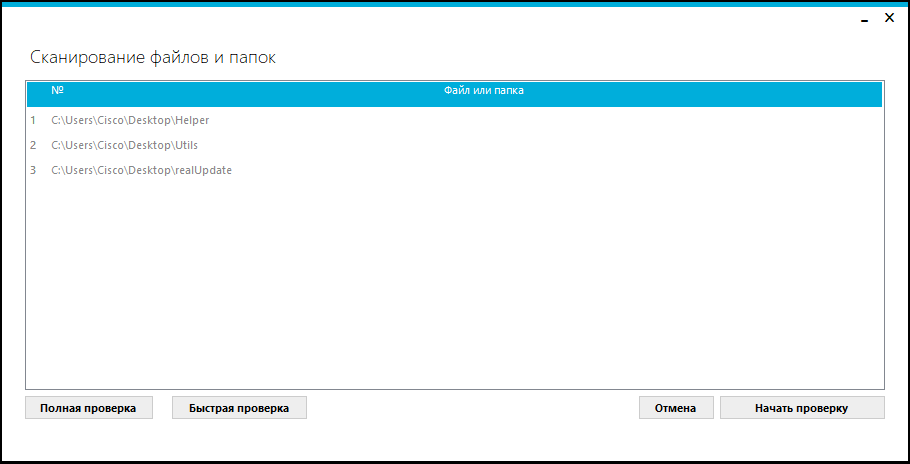 Сканирование файлов и папок
№ Файл или папка
1 C:\Users\Cisco\Desktop\Helper
2 C:\Users\Cisco\Desktop\Utils
3 C:\Users\Cisco\Desktop\realUpdate
Полная проверка Быстрая проверка Отмена Начать проверку